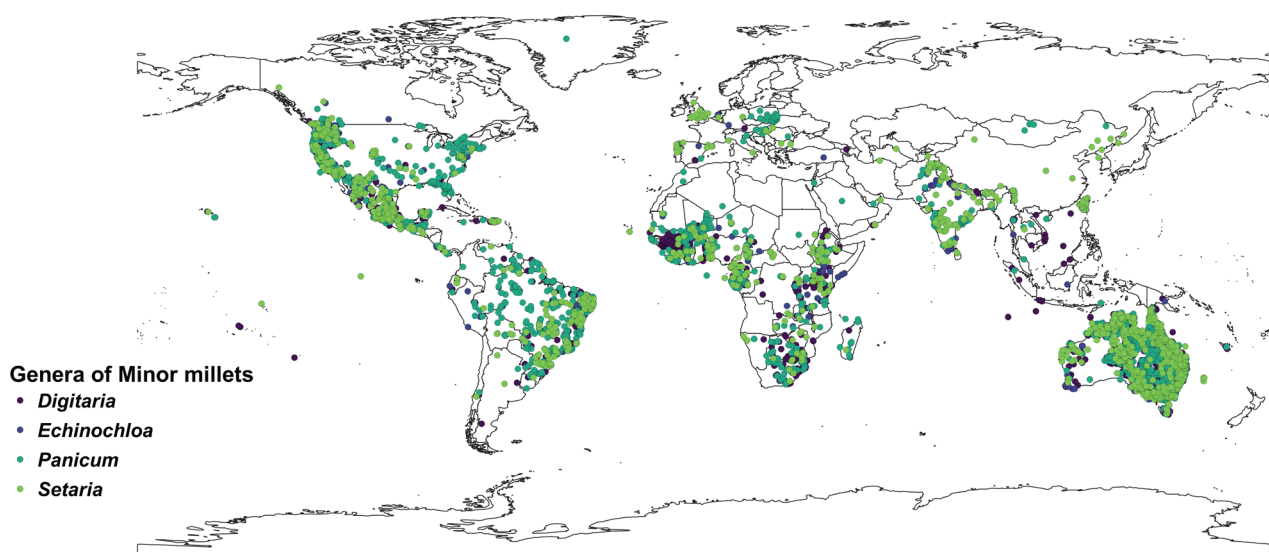 Genera of Minor millets
Digitaria
Echinochloa
Panicum
Setaria